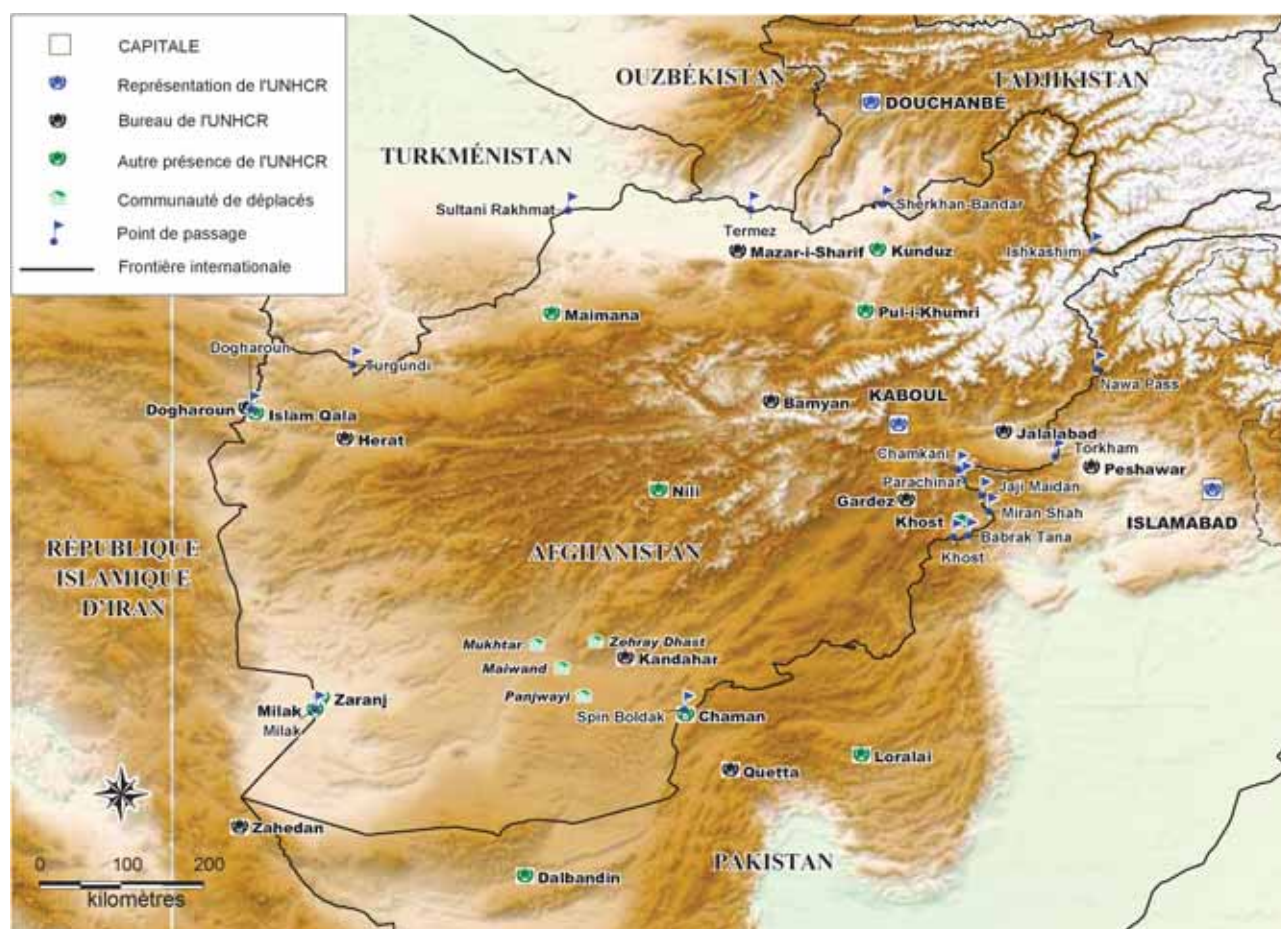 CAPITALE
Représentation de l'UNHCR
Bureau de l'UNHCR
Autre présence de l'UNHCR
Communauté de déplacés
Point de passage
Frontière internationale
OUZBÉKISTAN
TADJIKISTAN
DOUCHANBÉ
TURKMÉNISTAN
Sultani Rakhmat
Termez
Sherkhan-Bandar
Mazar-i-Sharif
Kunduz
Ishkashim
Maimana
Pul-i-Khumri
Dogharoun
Turgundi
Nawa Pass
Dogharoun
Islam Qala
Bamyan
KABOUL
Herat
Jalalabad
Chamkani
Torkham
Peshawar
Parachinar
Jaji Maidan
Nili
Gardez
Miran Shah
ISLAMABAD
Khost
Babrak Tana
Khost
RÉPUBLIQUE
ISLAMIQUE
D'IRAN
AFGHANISTAN
Mukhtar
Zehray Dhast
Kandahar
Maiwand
Panjwayi
Zaranj
Milak
Milak
Spin Boldak
Chaman
Loralai
Quetta
Zahedan
PAKISTAN
Dalbandin
0 100 200
kilomètres